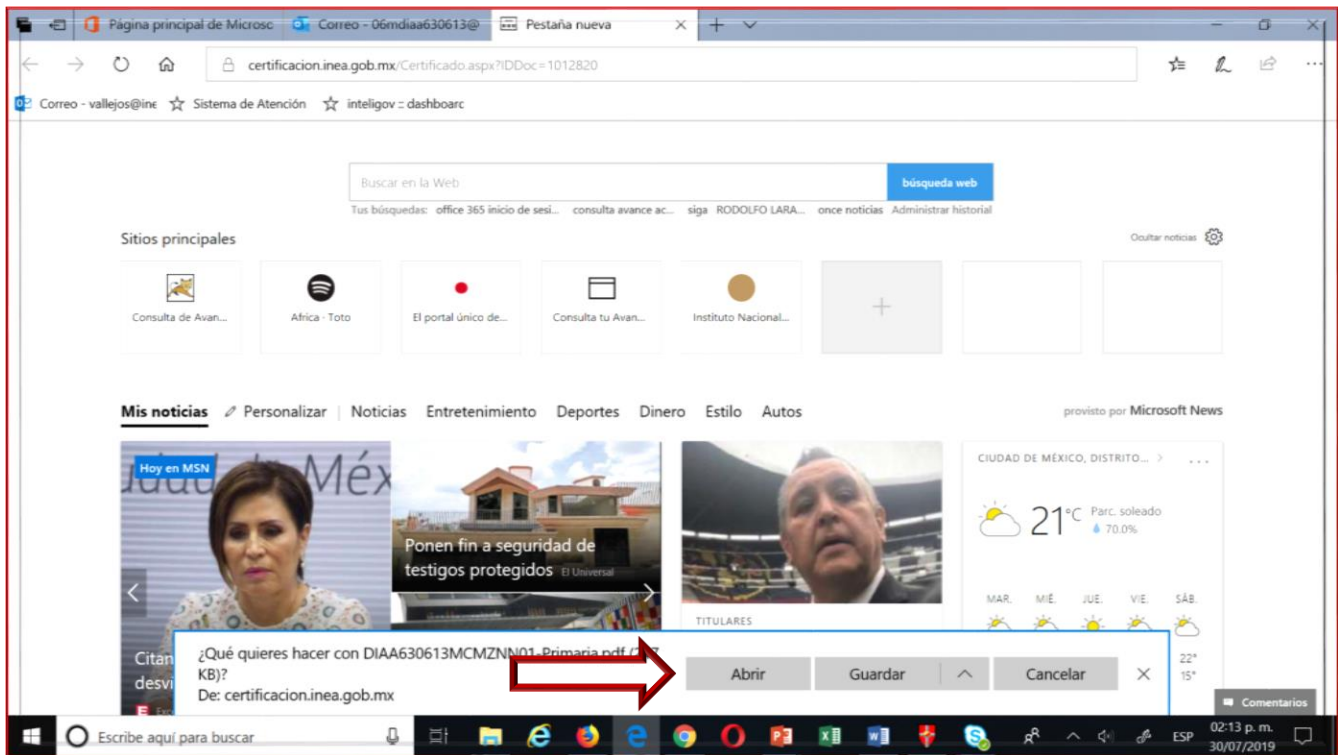 Página principal de Microsc
Correo - 06mdiaa630613@
Pestaña nueva
certificacion.inea.gob.mx/Certificado.aspx?IDDoc=1012820
Correo - vallejos@ine
Sistema de Atención
inteligov :: dashboarc
Buscar en la Web
búsqueda web
Tus búsquedas: office 365 inicio de sesi... consulta avance ac... siga RODOLFO LARA... once noticias Administrar historial
Sitios principales
Ocultar noticias
Consulta de Avan...
Africa - Toto
El portal único de...
Consulta tu Avan...
Instituto Nacional...
Mis noticias Personalizar Noticias Entretenimiento Deportes Dinero Estilo Autos
provisto por Microsoft News
Hoy en MSN
udad de Méx
Ponen fin a seguridad de
testigos protegidos El Universal
TITULARES
CIUDAD DE MÉXICO, DISTRITO... > ...
21°C Parc. soleado
70.0%
MAR. MIÉ. JUE. VIE. SÁB.
22°
15°
Citan
desvi
¿Qué quieres hacer con DIAA630613MCMZNN01-Primaria.pdf
KB)?
De: certificacion.inea.gob.mx
Abrir
Guardar
Cancelar
Comentarios
Escribe aquí para buscar
ESP
02:13 p. m.
30/07/2019